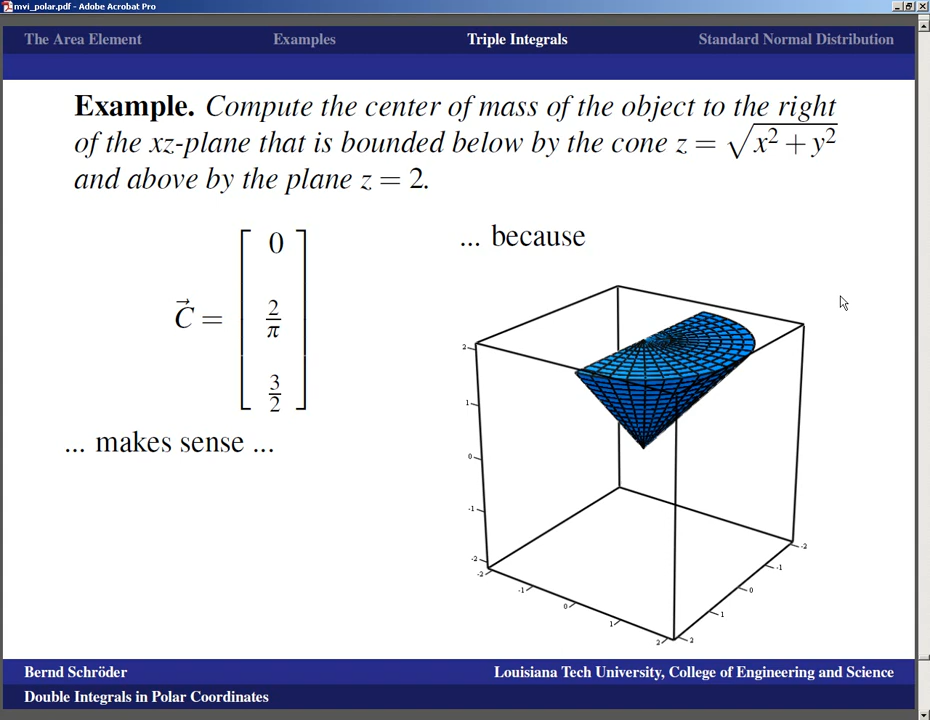 mvi_polar.pdf - Adobe Acrobat Pro
The Area Element Examples Triple Integrals Standard Normal Distribution
Example. Compute the center of mass of the object to the right
of the xz-plane that is bounded below by the cone z = √x²+y²
and above by the plane z = 2.
... because
C⃗ = [0 2/π 3/2]
... makes sense ...
2
1
0
-1
-2
-2
-1
0
1
2
2
1
0
-1
-2
Bernd Schröder Louisiana Tech University, College of Engineering and Science
Double Integrals in Polar Coordinates